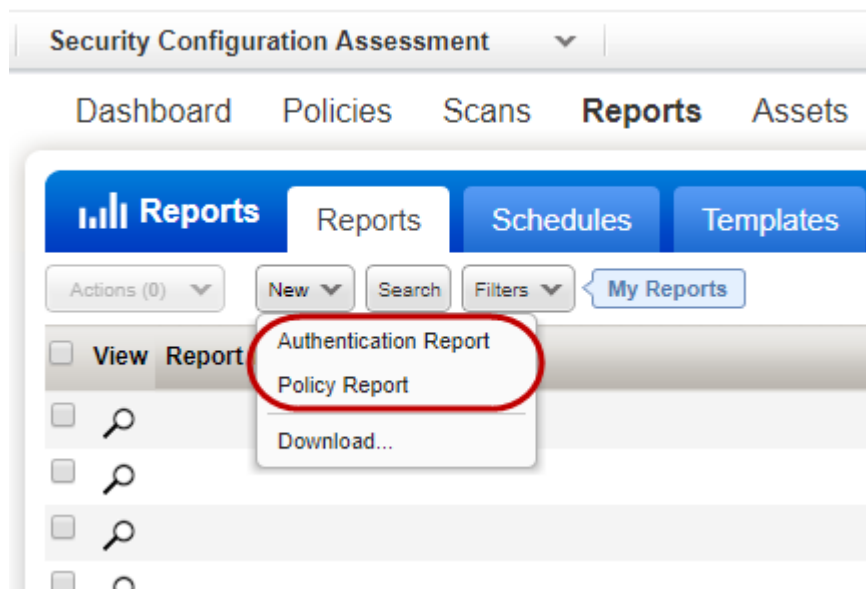 Security Configuration Assessment
Dashboard Policies Scans Reports Assets
Reports Reports Schedules Templates
Actions (0) New Search Filters My Reports
Authentication Report
View Report
Policy Report
Download...